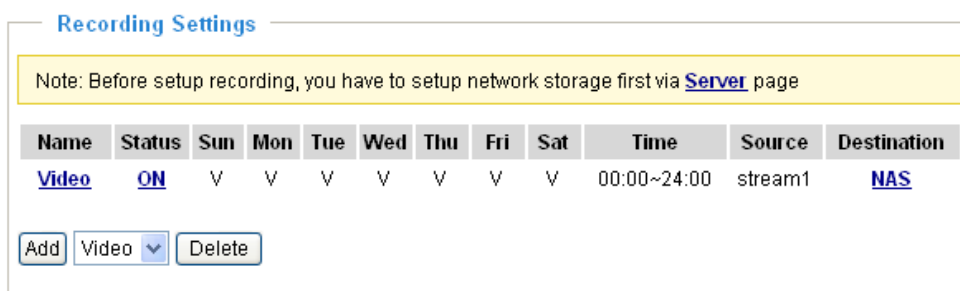 Recording Settings
Note: Before setup recording, you have to setup network storage first via Server page
Name Status Sun Mon Tue Wed Thu Fri Sat Time Source Destination
Video ON V V V V V V V 00:00~24:00 stream1 NAS
Add Video Delete